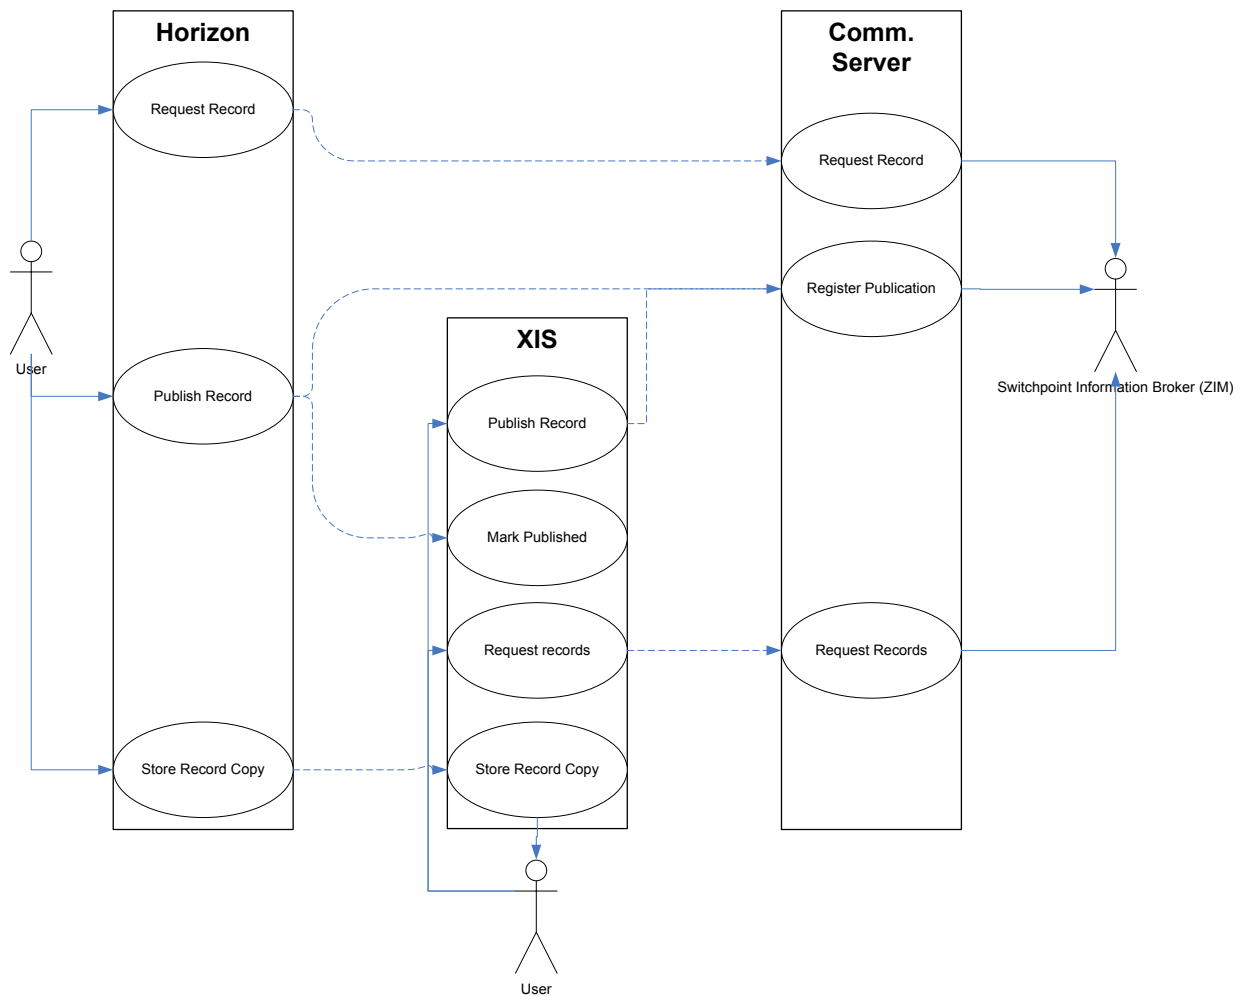 Horizon
Comm.
Server
Request Record
Request Record
Register Publication
XIS
User
Publish Record
Switchpoint Information Broker (ZIM)
Publish Record
Mark Published
Request records
Request Records
Store Record Copy
Store Record Copy
User